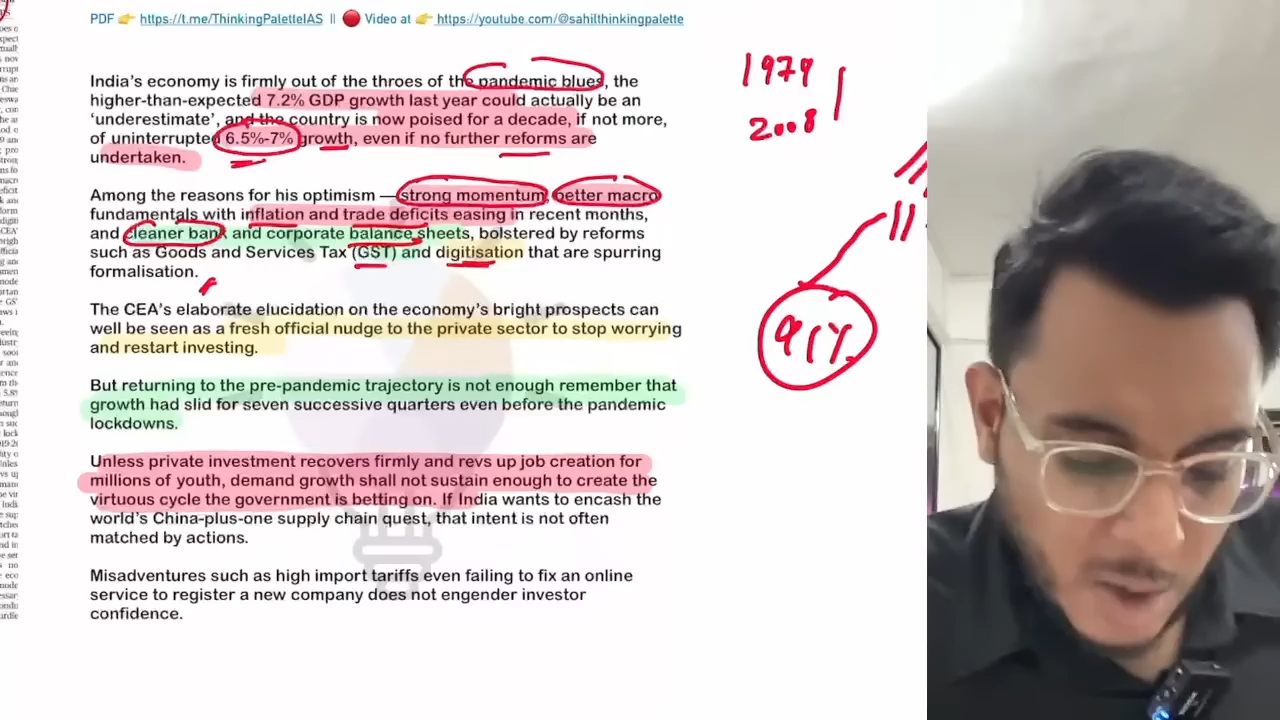 PDF 👉 https://t.me/ThinkingPaletteIAS || 🔴 Video at 👉 https://youtube.com/@sahilthinkingpalette
India’s economy is firmly out of the throes of the pandemic blues, the
higher-than-expected 7.2% GDP growth last year could actually be an
‘underestimate’, and the country is now poised for a decade, if not more,
of uninterrupted 6.5%-7% growth, even if no further reforms are
undertaken.
Among the reasons for his optimism —strong momentum, better macro
fundamentals with inflation and trade deficits easing in recent months,
and cleaner bank and corporate balance sheets, bolstered by reforms
such as Goods and Services Tax (GST) and digitisation that are spurring
formalisation.
The CEA’s elaborate elucidation on the economy’s bright prospects can
well be seen as a fresh official nudge to the private sector to stop worrying
and restart investing.
But returning to the pre-pandemic trajectory is not enough remember that
growth had slid for seven successive quarters even before the pandemic
lockdowns.
Unless private investment recovers firmly and revs up job creation for
millions of youth, demand growth shall not sustain enough to create the
virtuous cycle the government is betting on. If India wants to encash the
world’s China-plus-one supply chain quest, that intent is not often
matched by actions.
Misadventures such as high import tariffs even failing to fix an online
service to register a new company does not engender investor
confidence.
2008